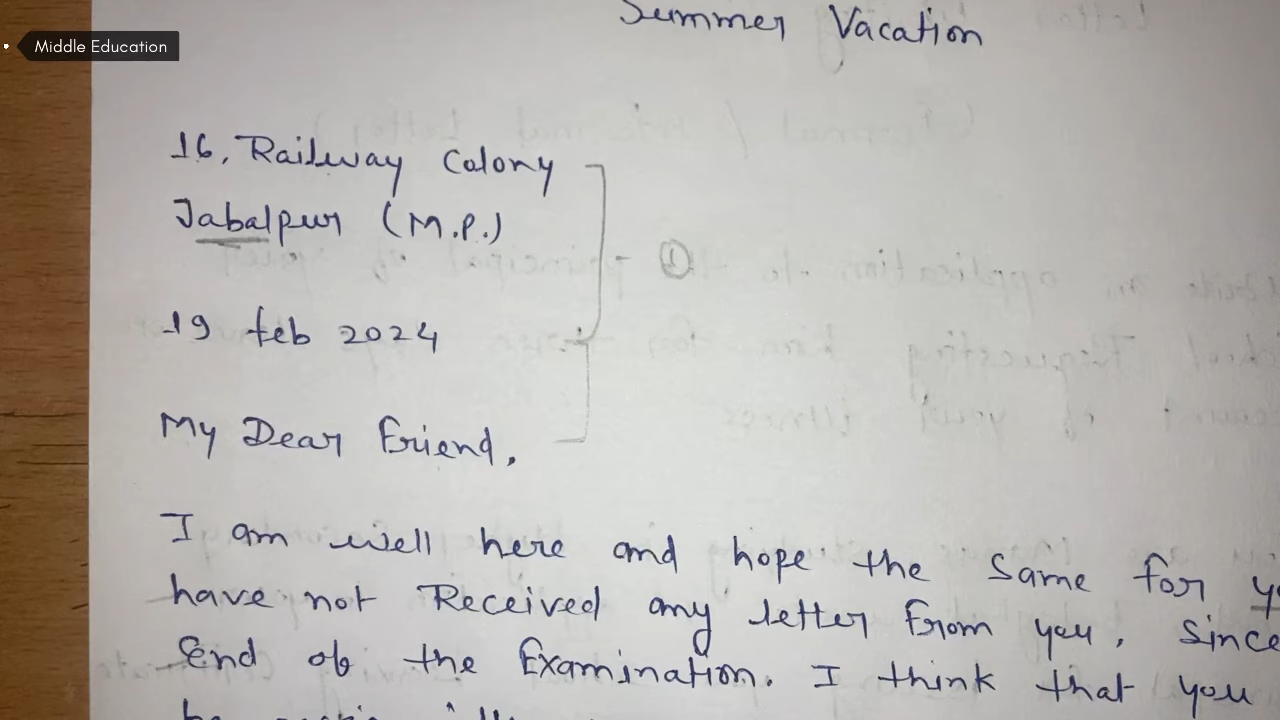 Middle Education
Summer Vacation
16, Railway Colony
Jabalpur (M.P.)
①
19 feb 2024
My Dear Friend,
I am well here and hope the same for
have not Received any letter from you, Since
End of the Examination. I think that you